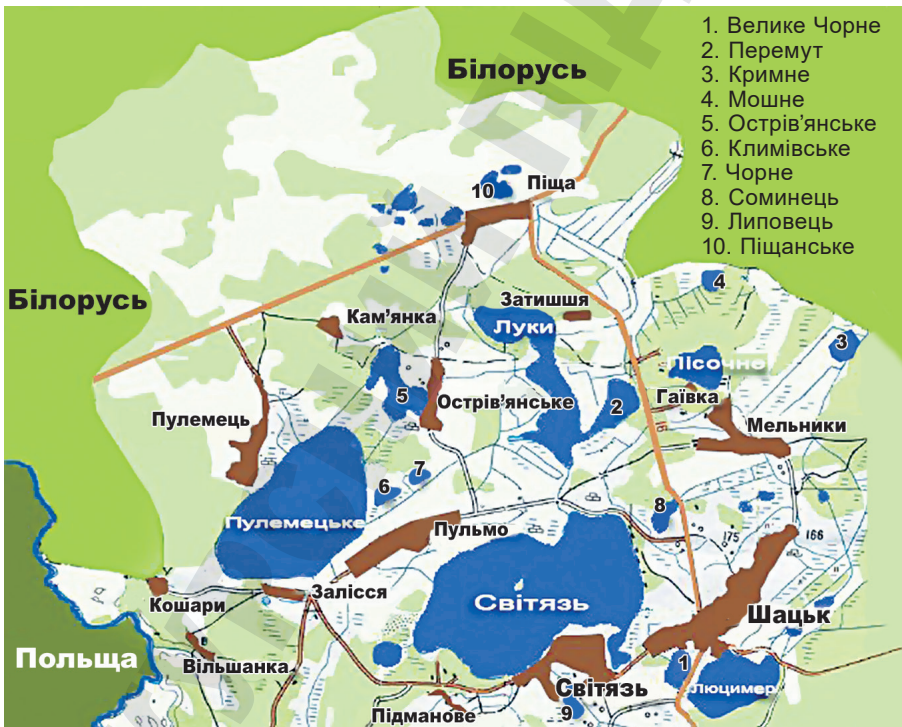 1. Велике Чорне
2. Перемут
3. Кримне
4. Мошне
5. Острів'янське
6. Климівське
7. Чорне
8. Соминець
9. Липовець
10. Піщанське
Білорусь
10
Піща
4
Білорусь
Затишшя
Кам'янка
Луки
3
Лісочне
5
Острів'янське
2
Гаївка
Пулемець
Мельники
7
6
8
Пулемецьке
Пульмо
175
166
Кошари
Залісся
Світязь
Шацьк
Польща
Вільшанка
1
Світязь
Люцимер
Підманове
9